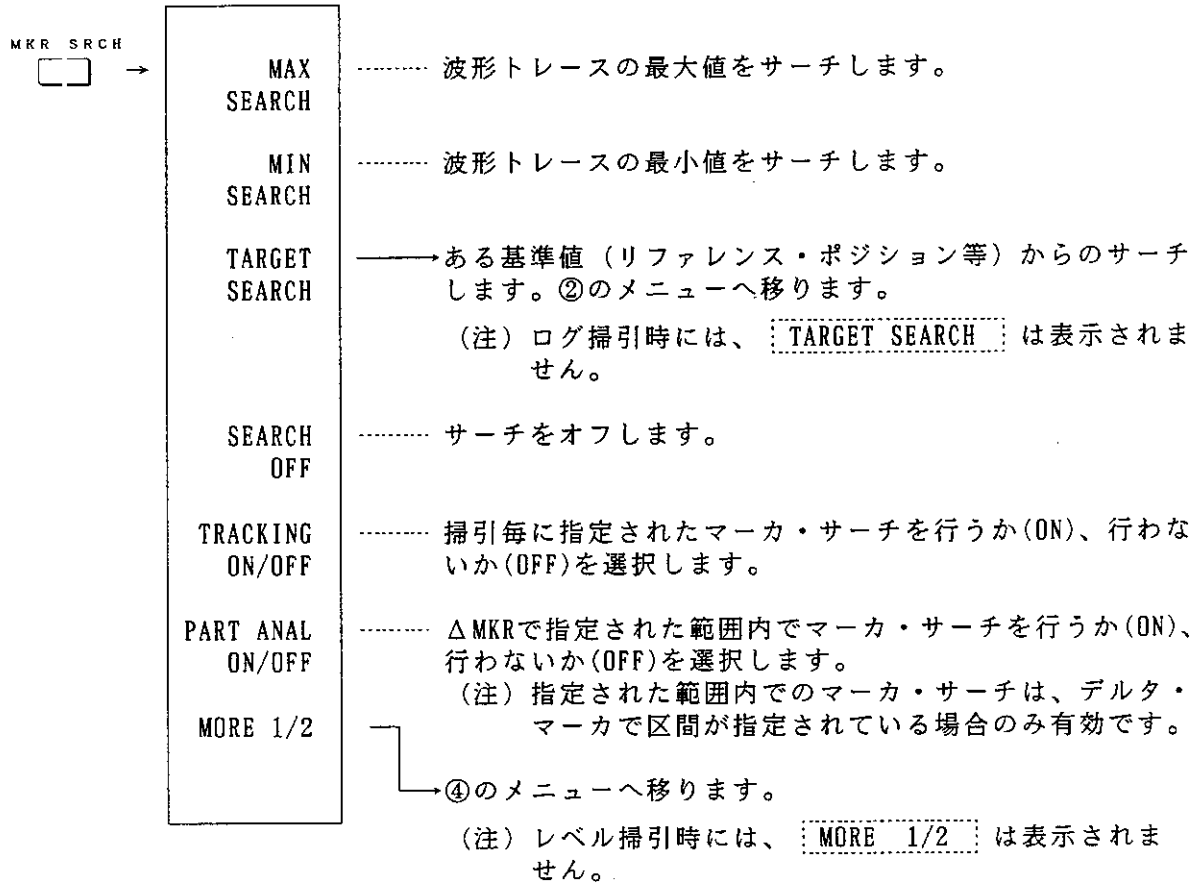 MKR SRCH
→ MAX ……… 波形トレースの最大値をサーチします。
SEARCH
MIN ……… 波形トレースの最小値をサーチします。
SEARCH
TARGET → ある基準値（リファレンス・ポジション等）からのサーチ
SEARCH します。②のメニューへ移ります。
（注）ログ掃引時には、 TARGET SEARCH は表示されま
せん。
SEARCH ……… サーチをオフします。
OFF
TRACKING ……… 掃引毎に指定されたマーカ・サーチを行うか(ON)、行わな
ON/OFF いか(OFF)を選択します。
PART ANAL ……… ΔMKRで指定された範囲内でマーカ・サーチを行うか(ON)、
ON/OFF 行わないか(OFF)を選択します。
（注）指定された範囲内でのマーカ・サーチは、デルタ・
MORE 1/2 マーカで区間が指定されている場合のみ有効です。
→④のメニューへ移ります。
（注）レベル掃引時には、 MORE 1/2 は表示されま
せん。